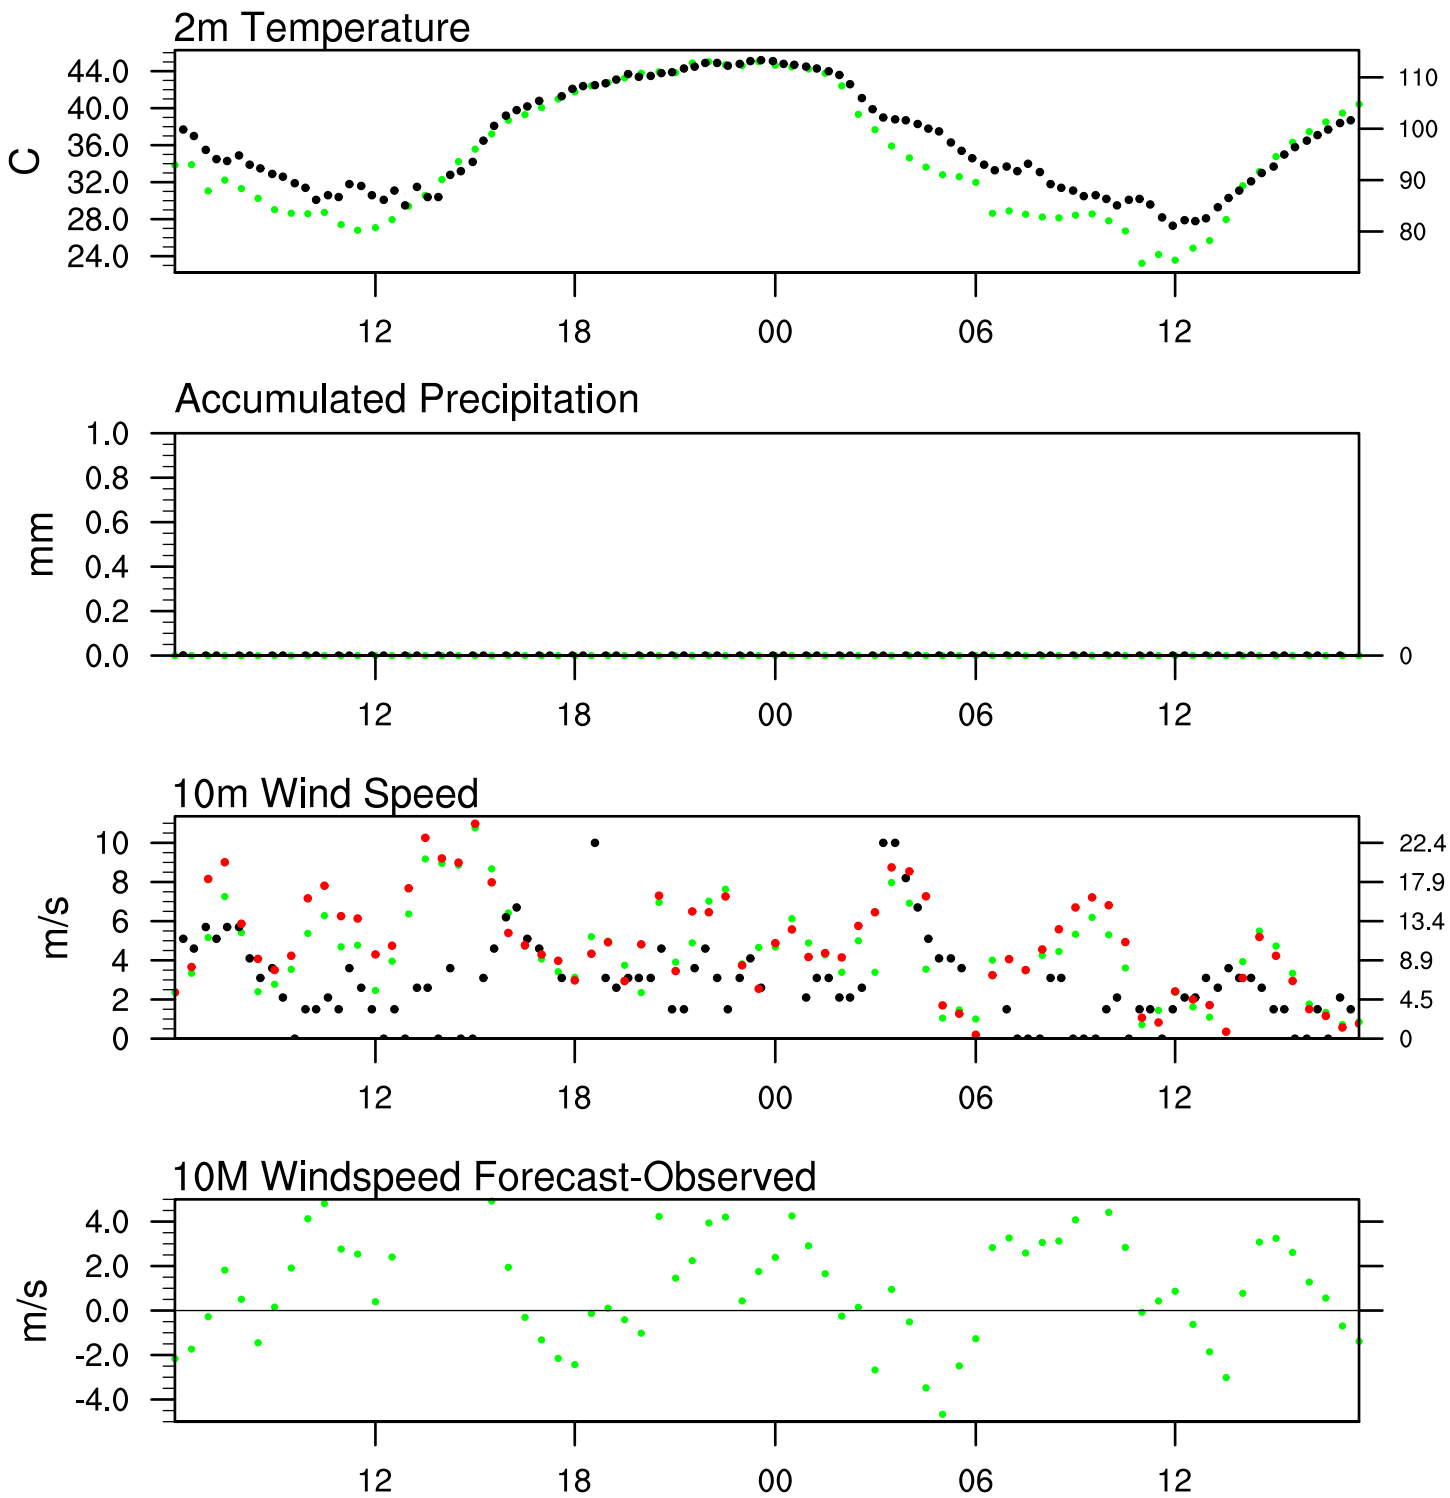 2m Temperature
44.0
40.0
36.0
32.0
28.0
24.0
C
110
100
90
80
12 18 00 06 12
Accumulated Precipitation
1.0
0.8
0.6
0.4
0.2
0.0
mm
0
12 18 00 06 12
10m Wind Speed
10
8
6
4
2
0
m/s
22.4
17.9
13.4
8.9
4.5
0
12 18 00 06 12
10M Windspeed Forecast-Observed
4.0
2.0
0.0
-2.0
-4.0
m/s
12 18 00 06 12